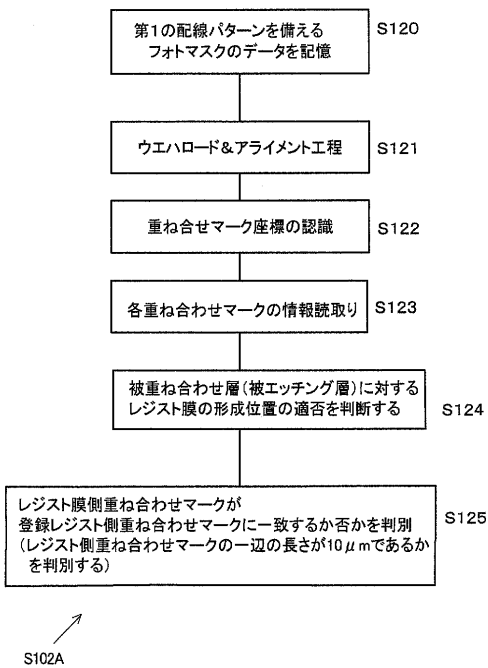 第1の配線パターンを備える
フォトマスクのデータを記憶
S120
ウエハロード&アライメント工程
S121
重ね合せマーク座標の認識
S122
各重ね合わせマークの情報読取り
S123
被重ね合わせ層(被エッチング層)に対する
レジスト膜の形成位置の適否を判断する
S124
レジスト膜側重ね合わせマークが
登録レジスト側重ね合わせマークに一致するか否かを判別
(レジスト側重ね合わせマークの一辺の長さが10μmであるか
を判別する)
S125
S102A